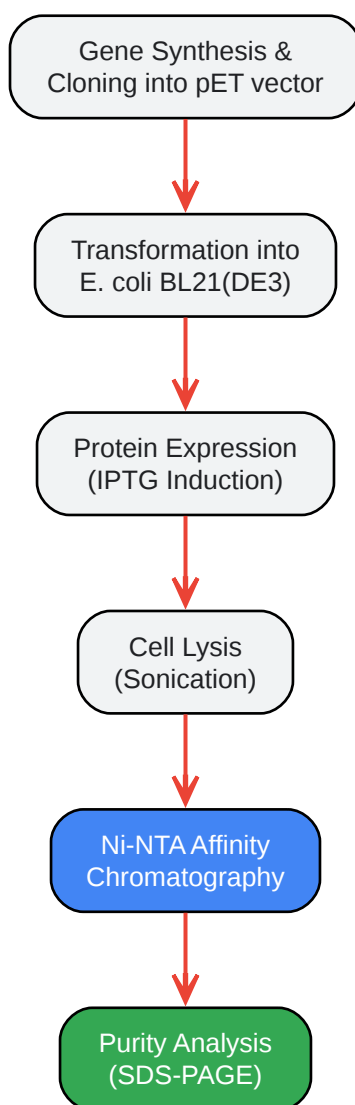 Gene Synthesis &
Cloning into pET vector
Transformation into
E. coli BL21(DE3)
Protein Expression
(IPTG Induction)
Cell Lysis
(Sonication)
Ni-NTA Affinity
Chromatography
Purity Analysis
(SDS-PAGE)